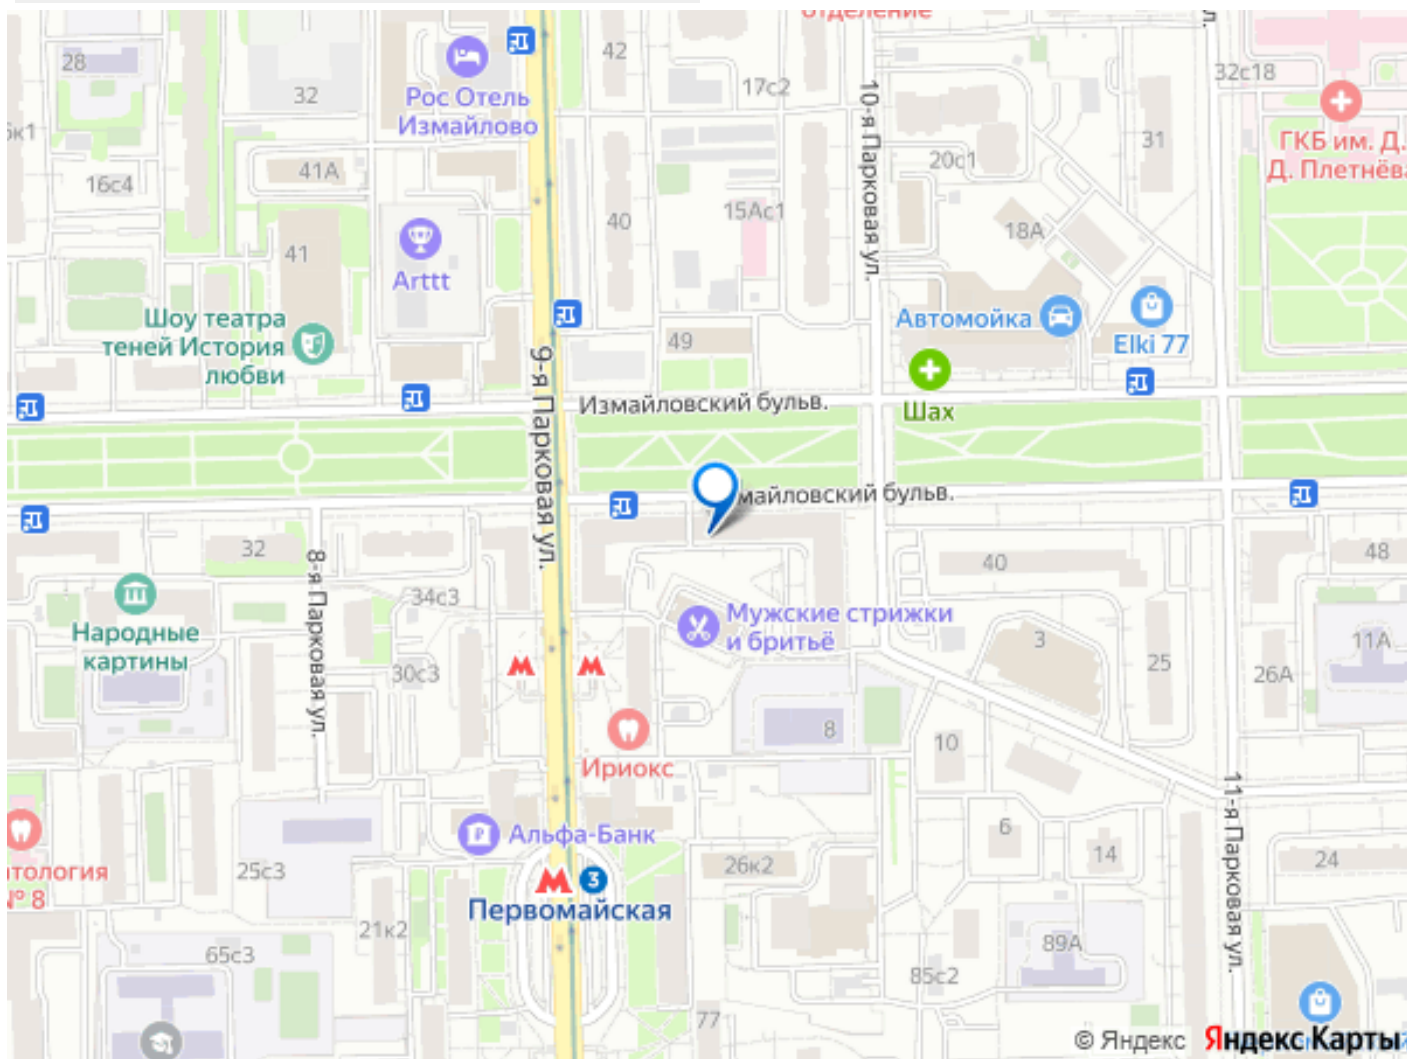 отделение
28
42
32с18
Рос Отель
Измайлово
32
17с2
ГКБ им. Д.
Д. Плетнёва
10-я Парковая ул.
31
41А
16с4
20с1
40
15Ас1
18А
41
Arttt
Шоу театра
теней История
любви
Автомойка
Elki 77
49
9-я Парковая ул.
Измайловский бульв.
Шах
майловский бульв.
32
8-я Парковая ул.
40
48
34с3
Народные
картины
Мужские стрижки
и бритьё
3
11А
25
30с3
26А
8
10
Ириокс
11-я Парковая ул.
6
Альфа-Банк
14
24
26к2
25с3
атология
№ 8
3
Первомайская
21к2
65с3
89А
85с2
77
© Яндекс
Яндекс Карты